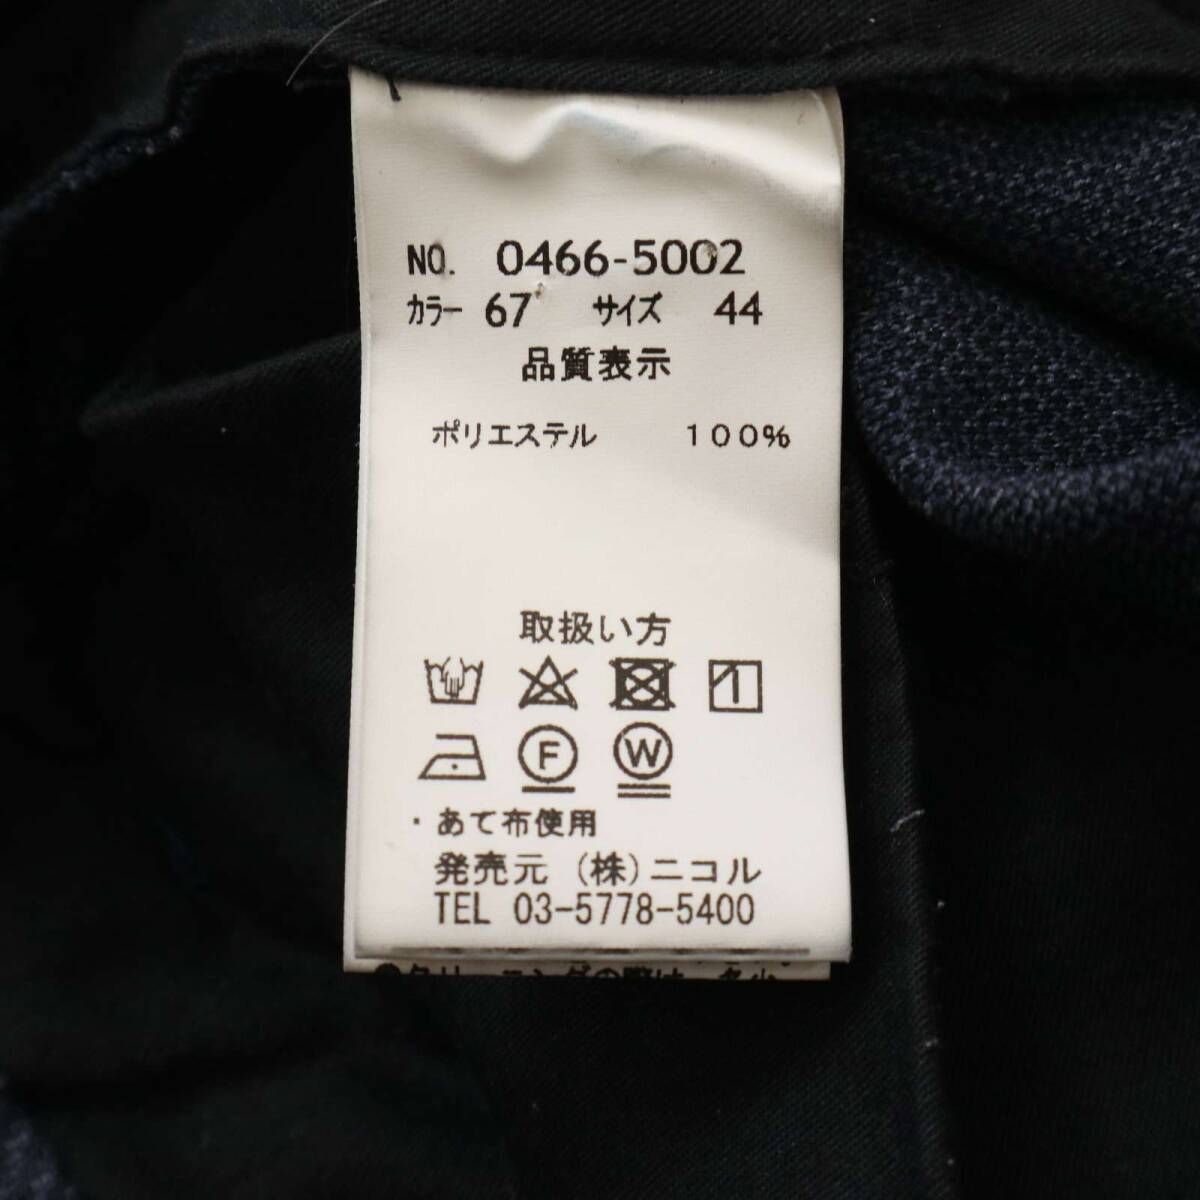 NO. 0466-5002
カラー 67 サイズ 44
品質表示
ポリエステル 100%
取扱い方
F W
・あて布使用
発売元 (株)ニコル
TEL 03-5778-5400